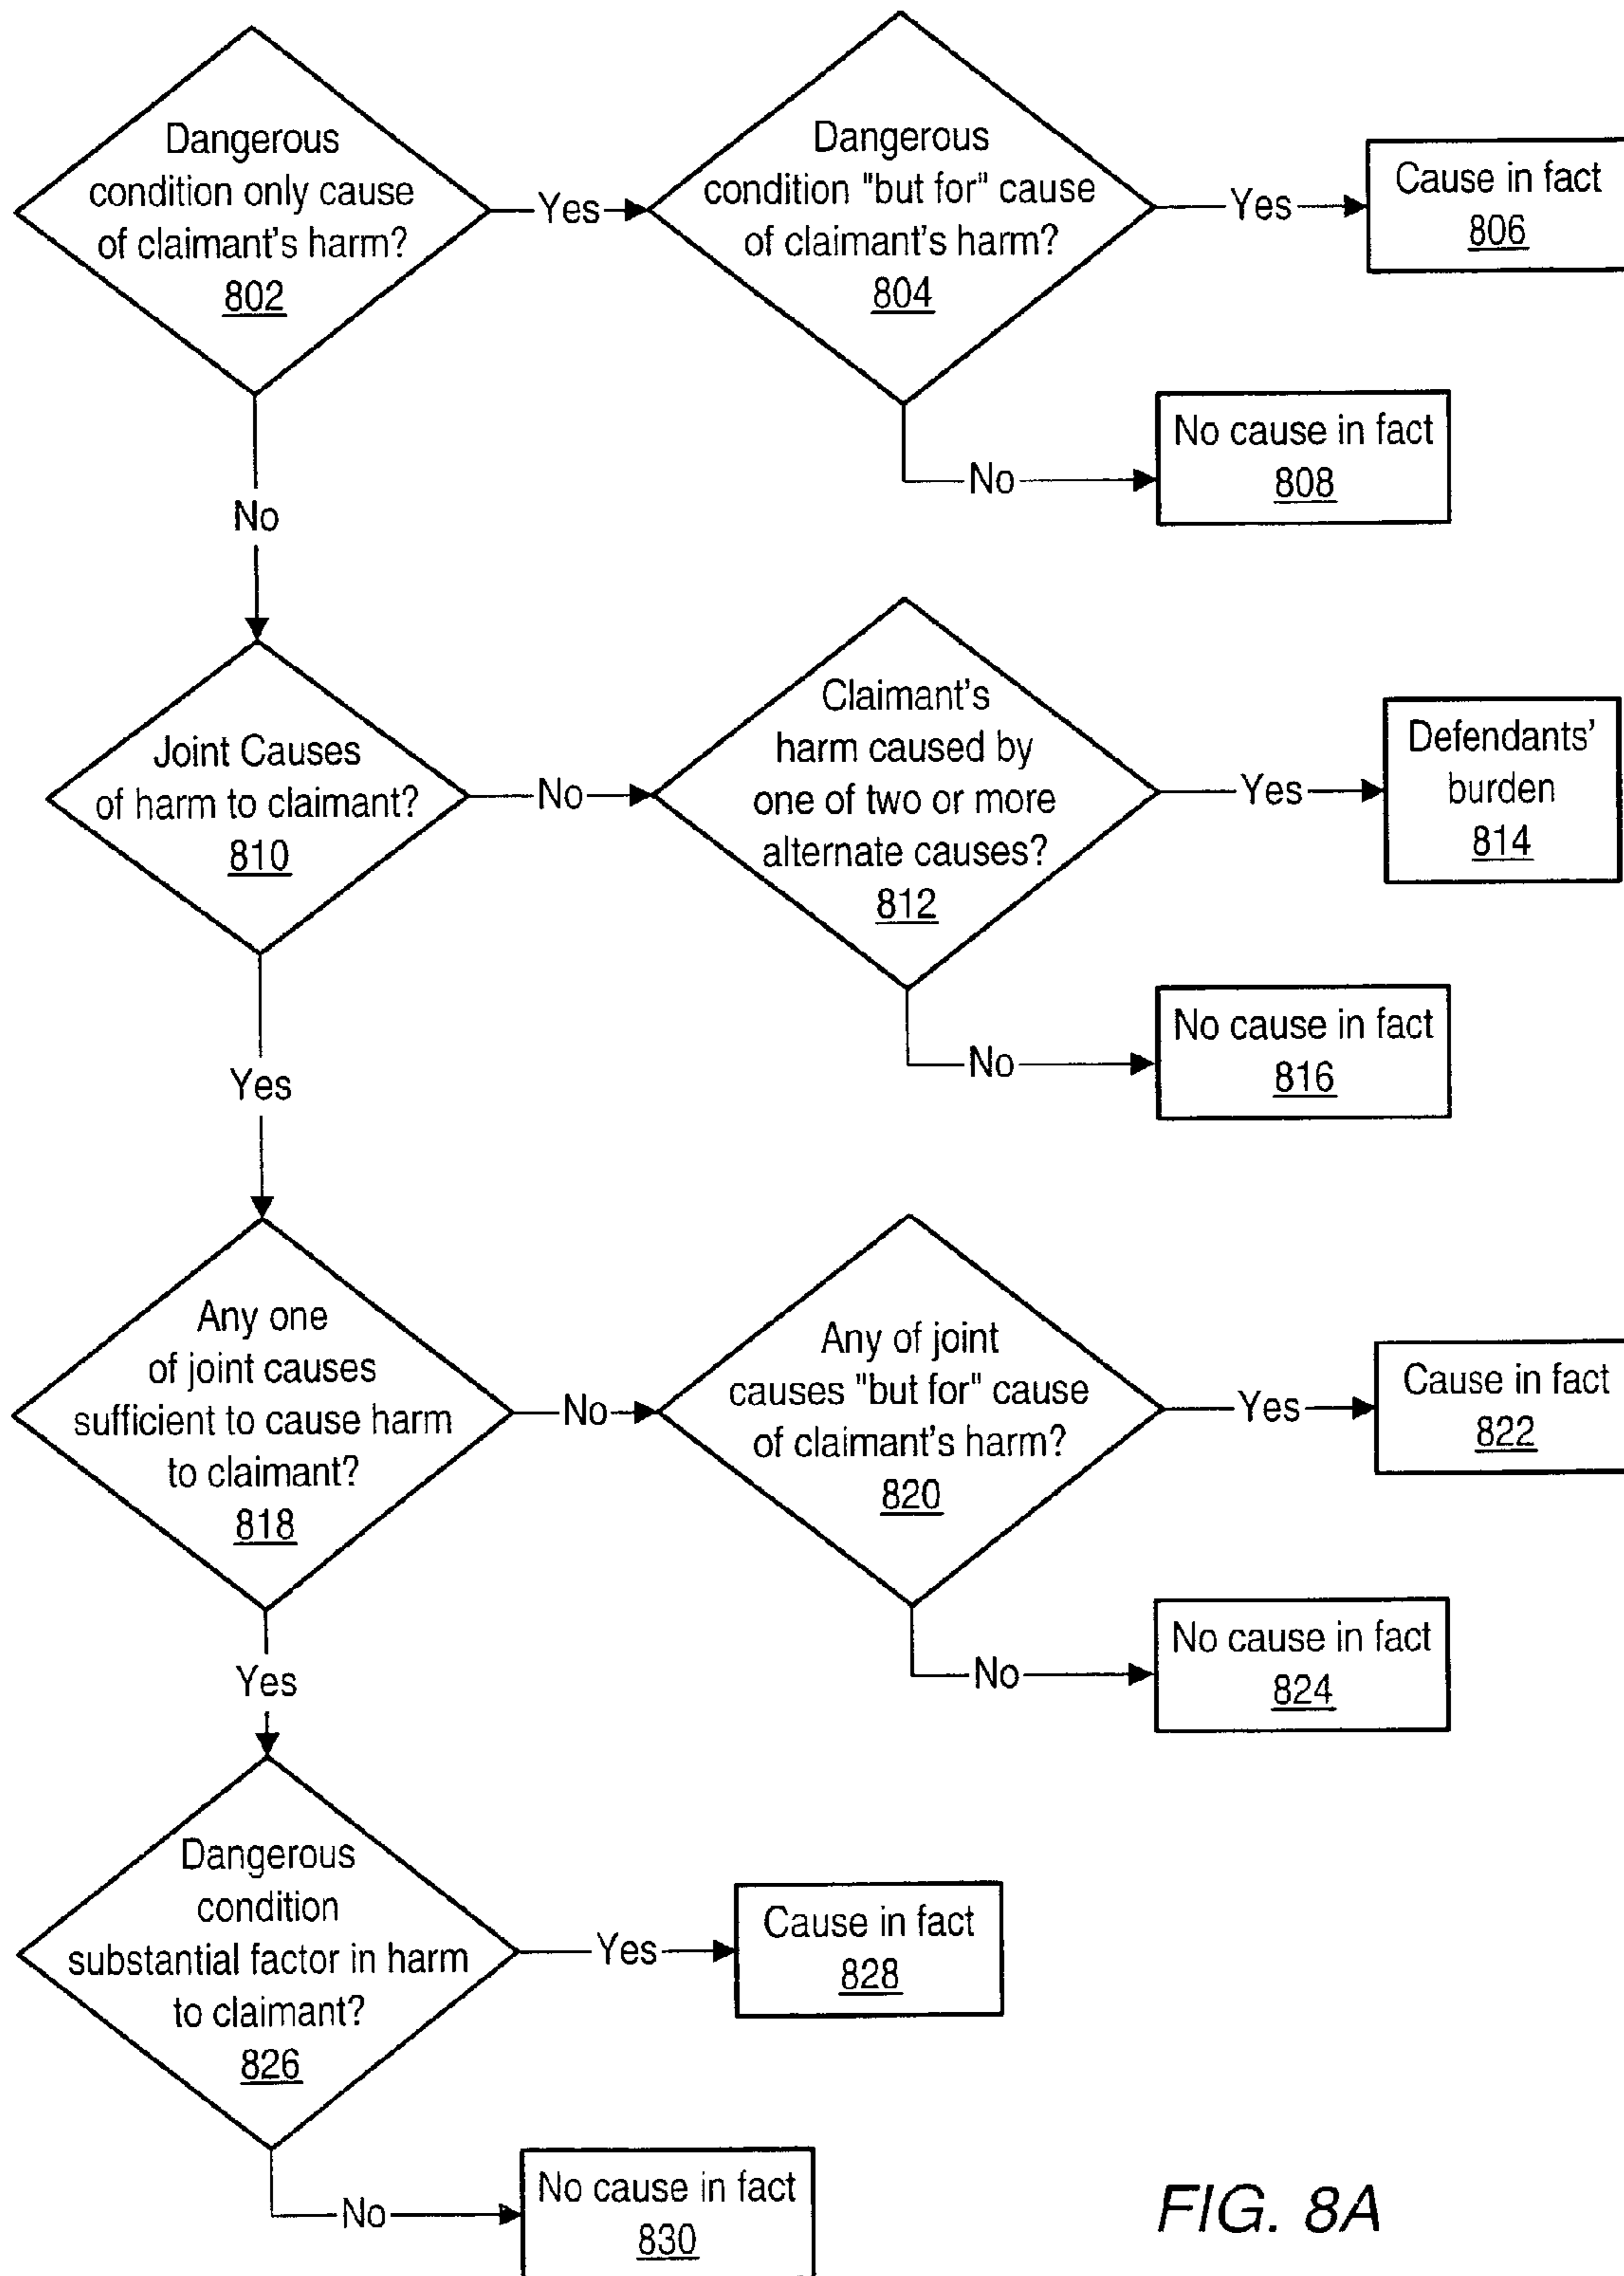 Dangerous
condition only cause
of claimant's harm?
802
Yes
Dangerous
condition "but for" cause
of claimant's harm?
804
Yes
Cause in fact
806
No
No cause in fact
808
No
Joint Causes
of harm to claimant?
810
No
Claimant's
harm caused by
one of two or more
alternate causes?
812
Yes
Defendants'
burden
814
No
No cause in fact
816
Yes
Any one
of joint causes
sufficient to cause harm
to claimant?
818
No
Any of joint
causes "but for" cause
of claimant's harm?
820
Yes
Cause in fact
822
No
No cause in fact
824
Yes
Dangerous
condition
substantial factor in harm
to claimant?
826
Yes
Cause in fact
828
No
No cause in fact
830
FIG. 8A